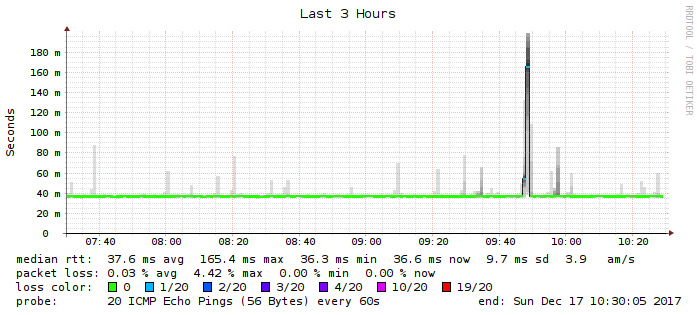 Last 3 Hours
RRDTOOL / TOBI OETIKER
Seconds
180 m
160 m
140 m
120 m
100 m
80 m
60 m
40 m
20 m
0
07:40 08:00 08:20 08:40 09:00 09:20 09:40 10:00 10:20
median rtt: 37.6 ms avg 165.4 ms max 36.3 ms min 36.6 ms now 9.7 ms sd 3.9 am/s
packet loss: 0.03 % avg 4.42 % max 0.00 % min 0.00 % now
loss color: 0 1/20 2/20 3/20 4/20 10/20 19/20
probe: 20 ICMP Echo Pings (56 Bytes) every 60s end: Sun Dec 17 10:30:05 2017